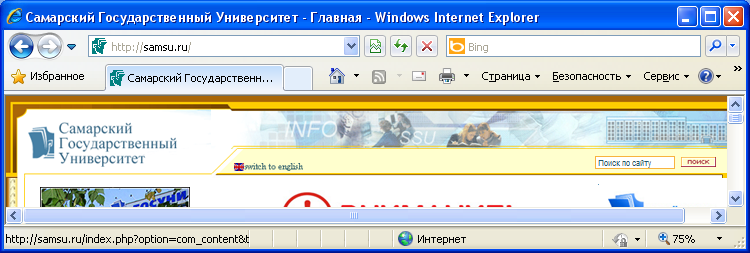 Самарский Государственный Университет - Главная - Windows Internet Explorer
http://samsu.ru/
Bing
Избранное
Самарский Государственн...
Страница
Безопасность
Сервис
Самарский
Государственный
Университет
INFO
SSU
switch to english
Поиск по сайту
ПОИСК
ВНИМАНИЕ!
http://samsu.ru/index.php?option=com_content&t
Интернет
75%